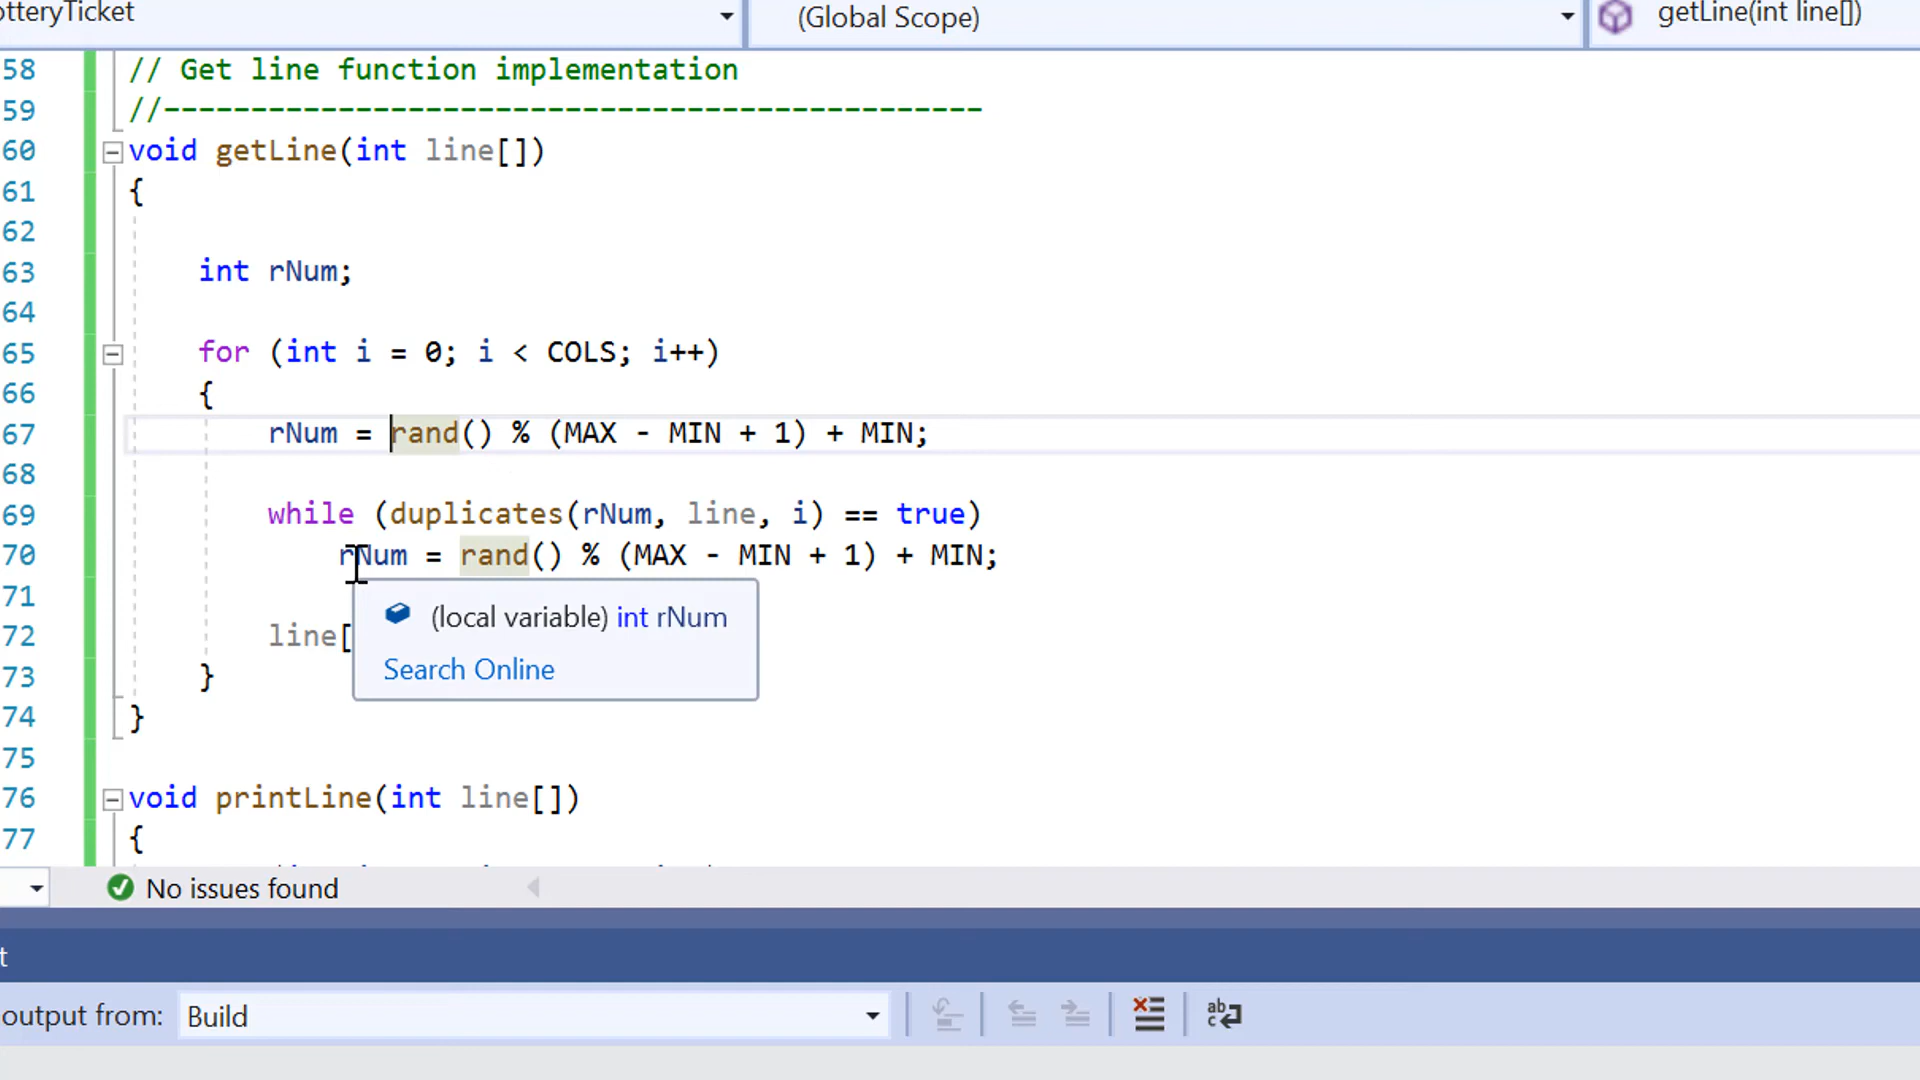 otteryTicket
(Global Scope)
getLine(int line[])
58 // Get line function implementation
59 //-----------------------------------------------
60 void getLine(int line[])
61 {
62
63 int rNum;
64
65 for (int i = 0; i < COLS; i++)
66 {
67 rNum = rand() % (MAX - MIN + 1) + MIN;
68
69 while (duplicates(rNum, line, i) == true)
70 rNum = rand() % (MAX - MIN + 1) + MIN;
71
(local variable) int rNum
72 line[
Search Online
73 }
74 }
75
76 void printLine(int line[])
77 {
No issues found
t
output from: Build